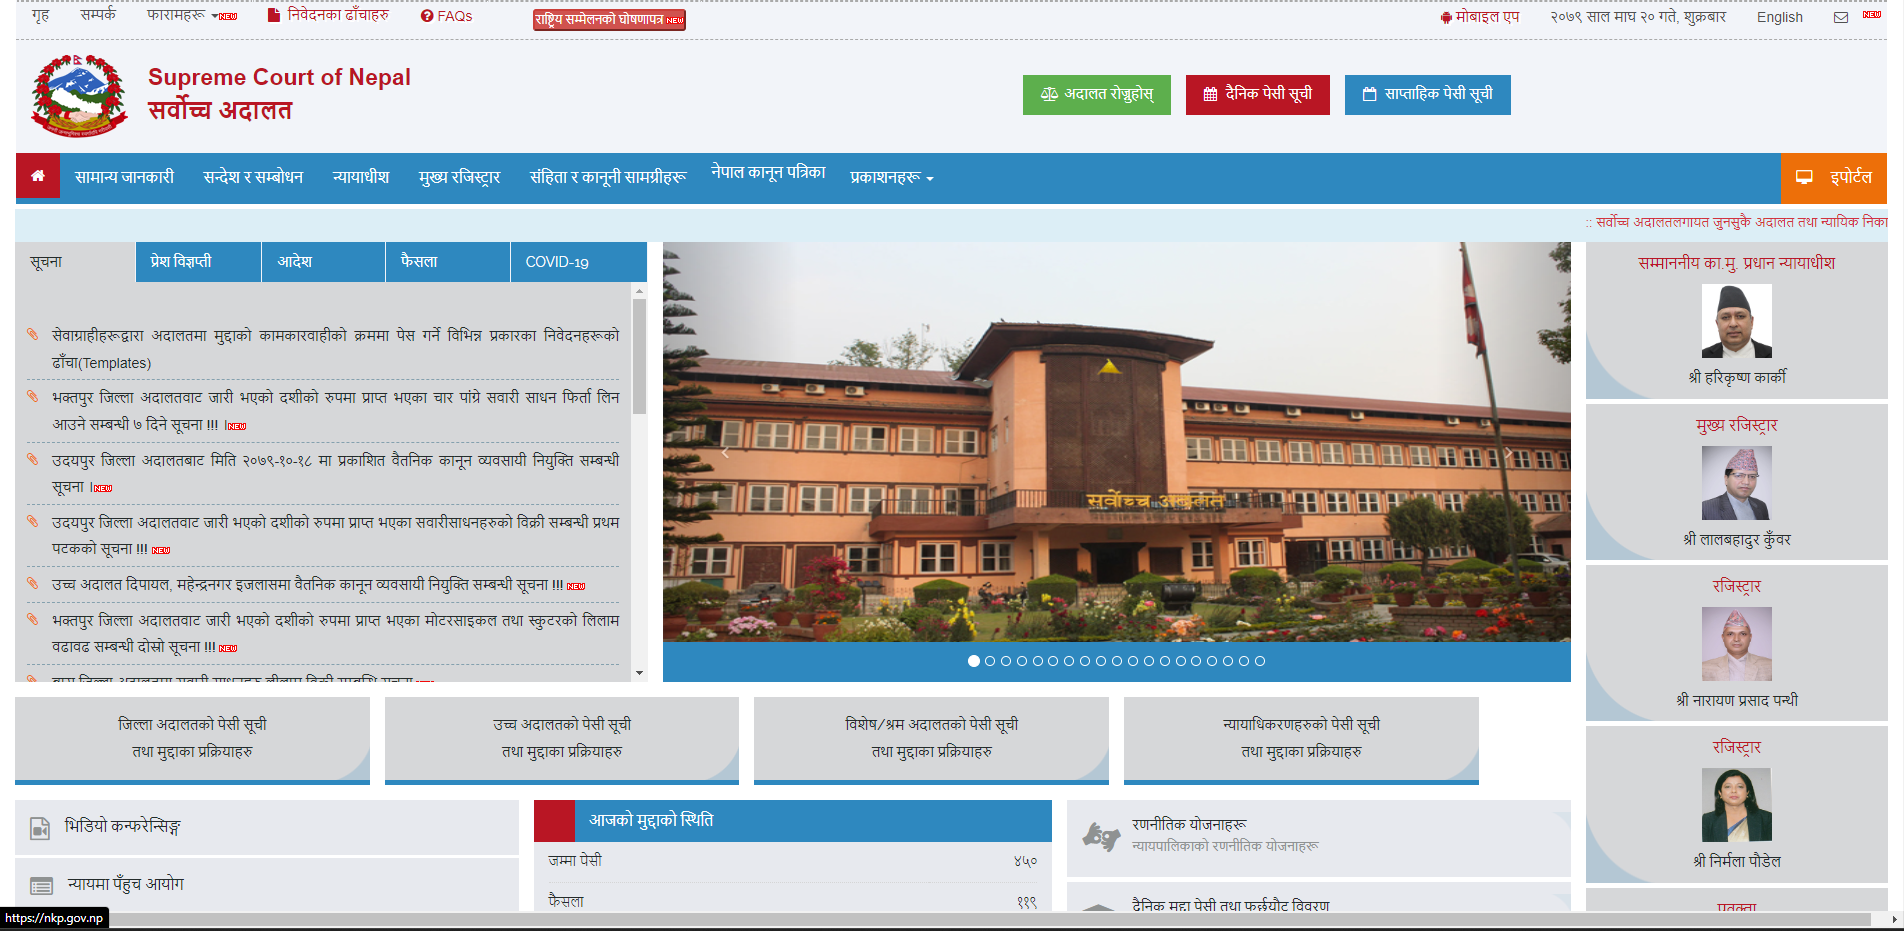 गृह
सम्पर्क
फारामहरू NEW
निवेदनका ढाँचाहरु
FAQs
राष्ट्रिय सम्मेलनको घोषणापत्र NEW
मोबाइल एप
२०७९ साल माघ २० गते, शुक्रबार
English
NEW
Supreme Court of Nepal
सर्वोच्च अदालत
अदालत रोज्नुहोस्
दैनिक पेसी सूची
साप्ताहिक पेसी सूची
सामान्य जानकारी
सन्देश र सम्बोधन
न्यायाधीश
मुख्य रजिस्ट्रार
संहिता र कानूनी सामग्रीहरू
नेपाल कानून पत्रिका
प्रकाशनहरू
इपोर्टल
:: सर्वोच्च अदालतलगायत जुनसुकै अदालत तथा न्यायिक निका
सूचना
प्रेश विज्ञप्ती
आदेश
फैसला
COVID-19
सेवाग्राहीहरूद्वारा अदालतमा मुद्दाको कामकारवाहीको क्रममा पेस गर्ने विभिन्न प्रकारका निवेदनहरूको
ढाँचा(Templates)
भक्तपुर जिल्ला अदालतवाट जारी भएको दशीको रुपमा प्राप्त भएका चार पांग्रे सवारी साधन फिर्ता लिन
आउने सम्बन्धी ७ दिने सूचना !!! ।NEW
उदयपुर जिल्ला अदालतबाट मिति २०७९-१०-१८ मा प्रकाशित वैतनिक कानून व्यवसायी नियुक्ति सम्बन्धी
सूचना ।NEW
उदयपुर जिल्ला अदालतवाट जारी भएको दशीको रुपमा प्राप्त भएका सवारीसाधनहरुको विक्री सम्बन्धी प्रथम
पटकको सूचना !!! NEW
उच्च अदालत दिपायल, महेन्द्रनगर इजलासमा वैतनिक कानून व्यवसायी नियुक्ति सम्बन्धी सूचना !!! NEW
भक्तपुर जिल्ला अदालतवाट जारी भएको दशीको रुपमा प्राप्त भएका मोटरसाइकल तथा स्कुटरको लिलाम
वढावढ सम्बन्धी दोस्रो सूचना !!! NEW
सर्वोच्च अदालत
सम्माननीय का.मु. प्रधान न्यायाधीश
श्री हरिकृष्ण कार्की
मुख्य रजिस्ट्रार
श्री लालबहादुर कुँवर
रजिस्ट्रार
श्री नारायण प्रसाद पन्थी
रजिस्ट्रार
श्री निर्मला पौडेल
प्रवक्ता
जिल्ला अदालतको पेसी सूची
तथा मुद्दाका प्रक्रियाहरु
उच्च अदालतको पेसी सूची
तथा मुद्दाका प्रक्रियाहरु
विशेष/श्रम अदालतको पेसी सूची
तथा मुद्दाका प्रक्रियाहरु
न्यायाधिकरणहरुको पेसी सूची
तथा मुद्दाका प्रक्रियाहरु
भिडियो कन्फरेन्सिङ्ग
न्यायमा पँहुच आयोग
आजको मुद्दाको स्थिति
जम्मा पेसी ४५०
फैसला ११९
रणनीतिक योजनाहरू
न्यायपालिकाको रणनीतिक योजनाहरू
दैनिक मुद्दा पेसी तथा फर्छयौट विवरण
https://nkp.gov.np